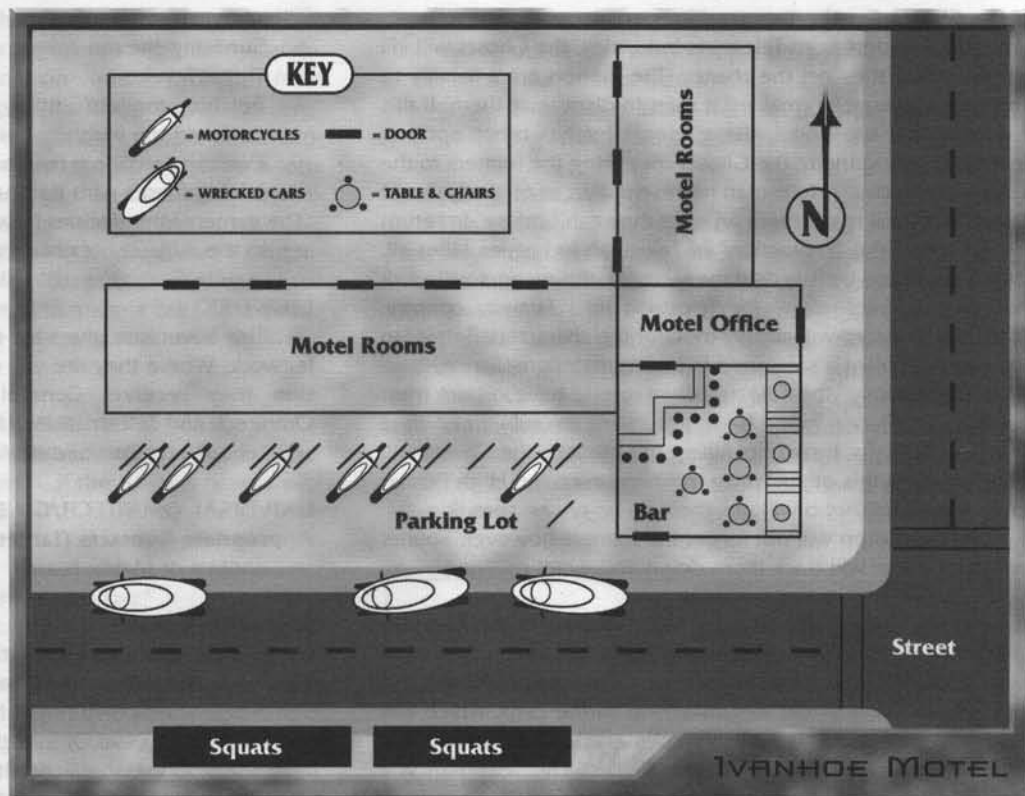 KEY
= MOTORCYCLES
= DOOR
= WRECKED CARS
= TABLE & CHAIRS
Motel Rooms
N
Motel Office
Motel Rooms
Bar
Parking Lot
Street
Squats
Squats
IVANHOE MOTEL